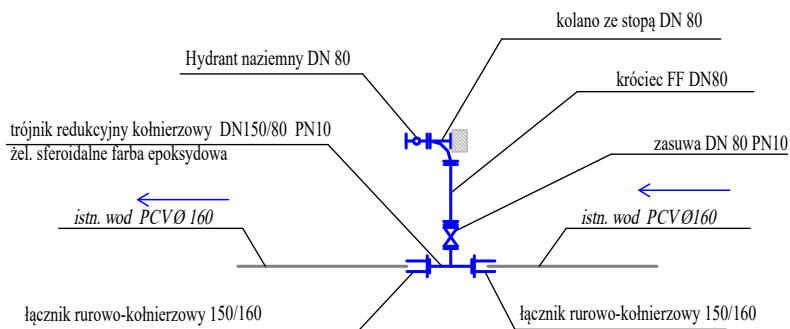 kolano ze stopą DN 80
Hydrant naziemny DN 80
króciec FF DN80
trójnik redukcyjny kołnierzowy DN150/80 PN10
żel. sferoidalne farba epoksydowa
zasuwa DN 80 PN10
istn. wod PCVØ 160
istn. wod PCVØ160
łącznik rurowo-kołnierzowy 150/160
łącznik rurowo-kołnierzowy 150/160